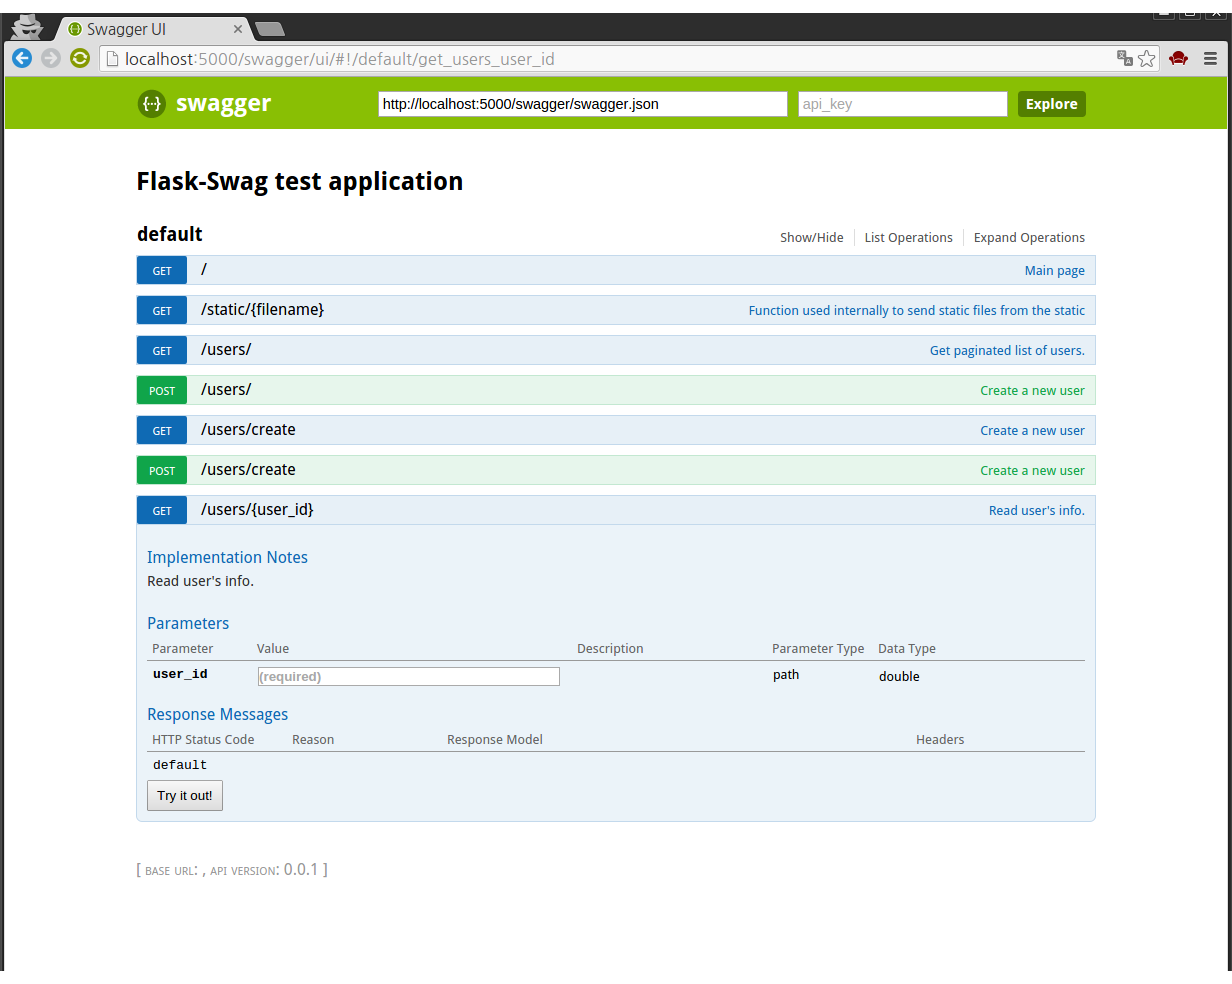 Swagger UI
localhost:5000/swagger/ui/#!/default/get_users_user_id
{···} swagger http://localhost:5000/swagger/swagger.json api_key Explore
Flask-Swag test application
default Show/Hide List Operations Expand Operations
GET / Main page
GET /static/{filename} Function used internally to send static files from the static
GET /users/ Get paginated list of users.
POST /users/ Create a new user
GET /users/create Create a new user
POST /users/create Create a new user
GET /users/{user_id} Read user's info.
Implementation Notes
Read user's info.
Parameters
Parameter Value Description Parameter Type Data Type
user_id (required) path double
Response Messages
HTTP Status Code Reason Response Model Headers
default
Try it out!
[ BASE URL: , API VERSION: 0.0.1 ]